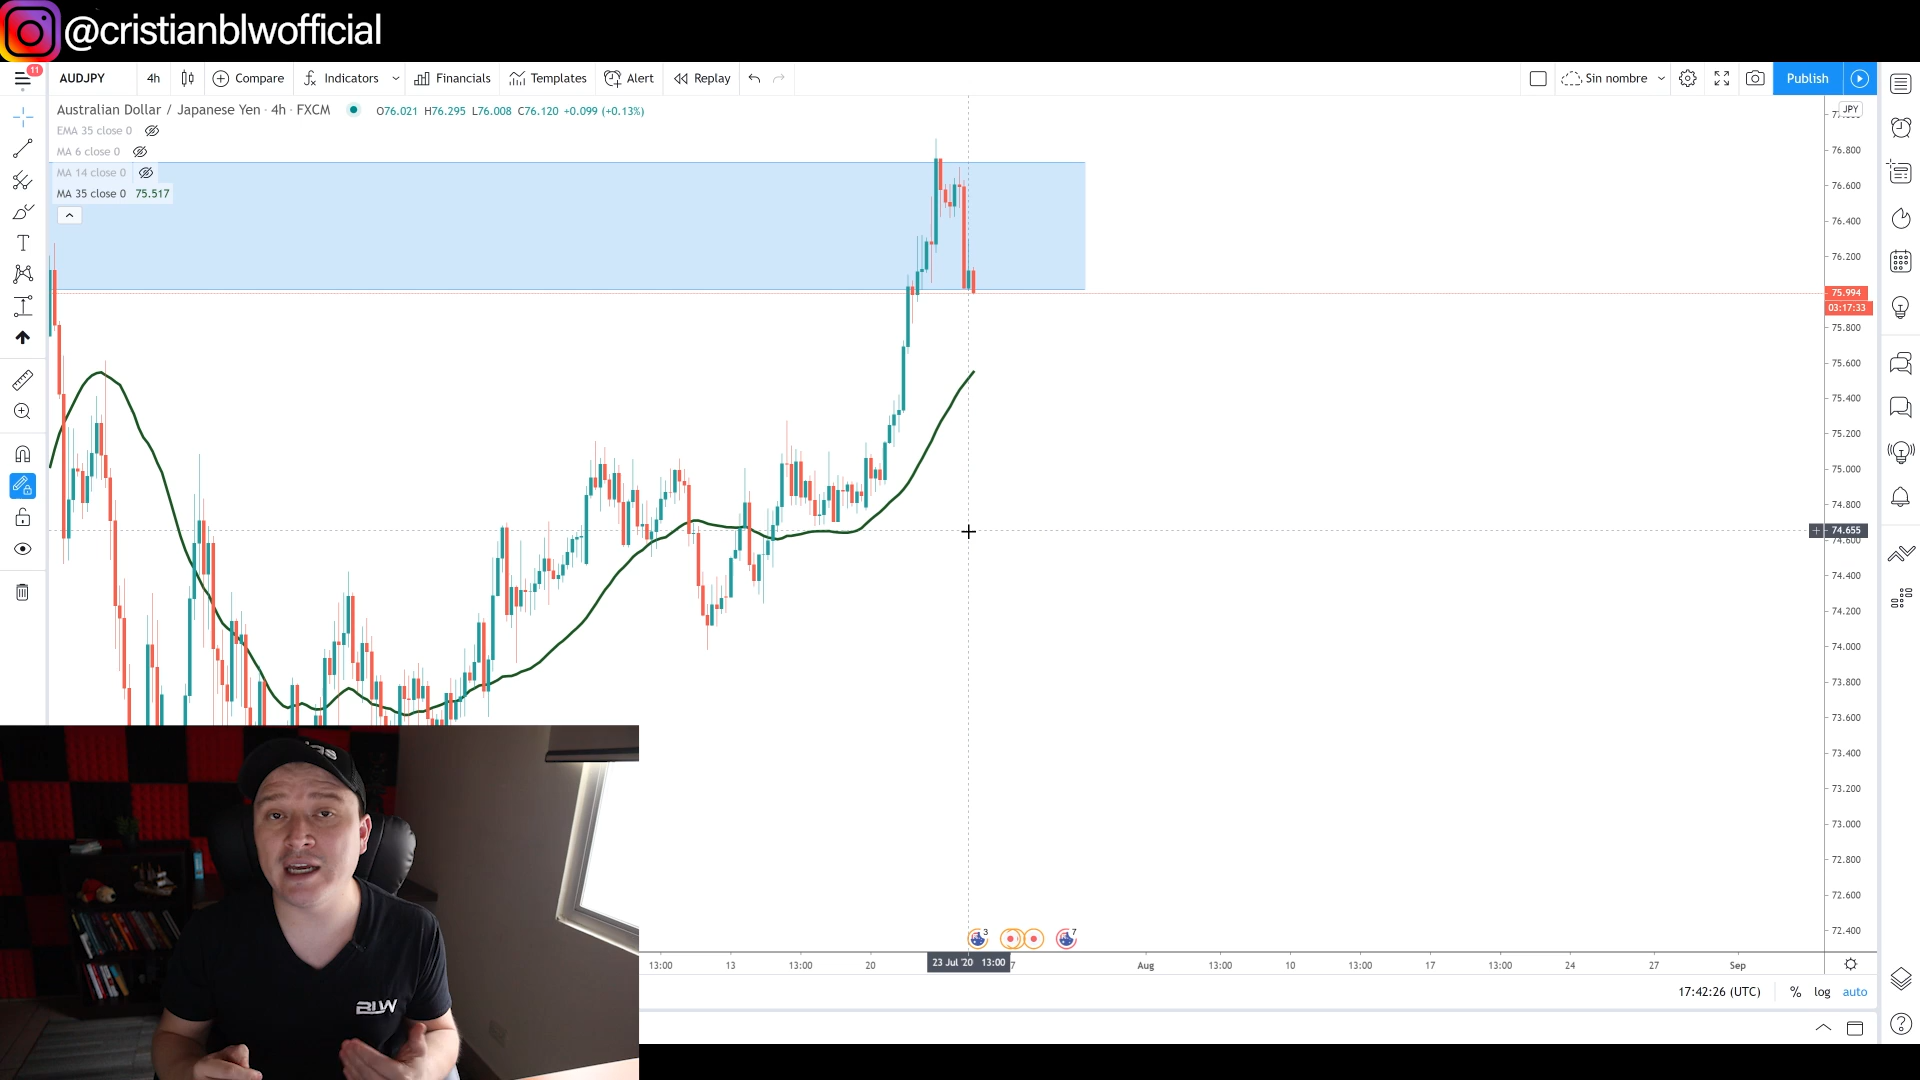 @cristianblwofficial
11
AUDJPY 4h Compare Indicators Financials Templates Alert Replay Sin nombre Publish
Australian Dollar / Japanese Yen · 4h · FXCM O76.021 H76.295 L76.008 C76.120 +0.099 (+0.13%)
JPY
EMA 35 close 0
MA 6 close 0
MA 14 close 0
MA 35 close 0 75.517
76.800
76.600
76.400
76.200
75.994
03:17:33
75.800
75.600
75.400
75.200
75.000
74.800
74.655
74.600
74.400
74.200
74.000
73.800
73.600
73.400
73.200
73.000
72.800
72.600
72.400
3 7
13:00 13 13:00 20 23 Jul '20 13:00 7 Aug 13:00 10 13:00 17 13:00 24 27 Sep
17:42:26 (UTC) % log auto
BLW